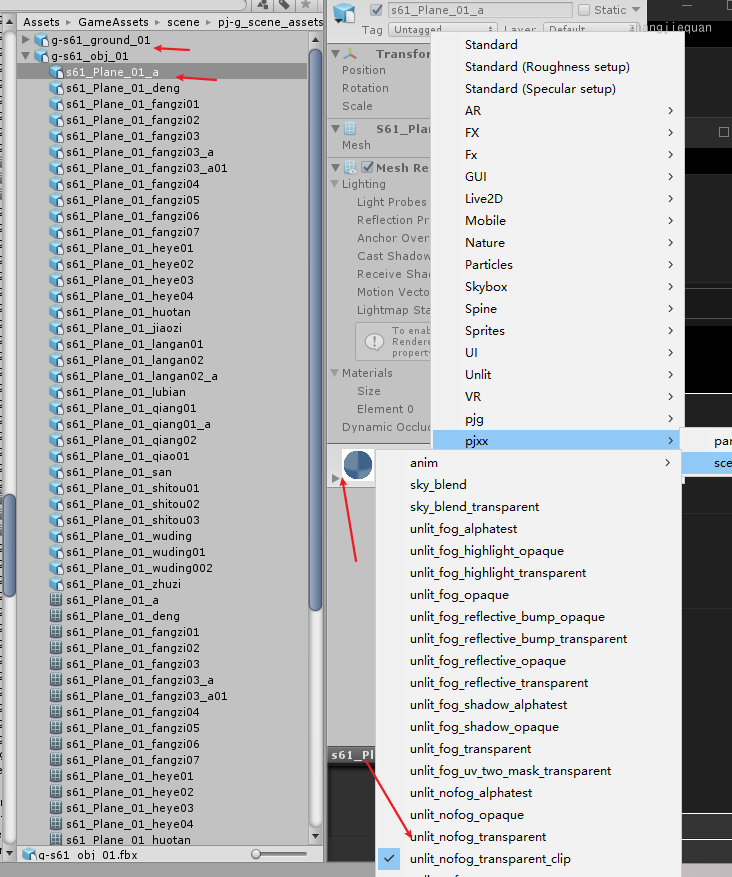 Assets ▸ GameAssets ▸ scene ▸ pj-g_scene_assets
g-s61_ground_01
g-s61_obj_01
s61_Plane_01_a
s61_Plane_01_deng
s61_Plane_01_fangzi01
s61_Plane_01_fangzi02
s61_Plane_01_fangzi03
s61_Plane_01_fangzi03_a
s61_Plane_01_fangzi03_a01
s61_Plane_01_fangzi04
s61_Plane_01_fangzi05
s61_Plane_01_fangzi06
s61_Plane_01_fangzi07
s61_Plane_01_heye01
s61_Plane_01_heye02
s61_Plane_01_heye03
s61_Plane_01_heye04
s61_Plane_01_huotan
s61_Plane_01_jiaozi
s61_Plane_01_langan01
s61_Plane_01_langan02
s61_Plane_01_langan02_a
s61_Plane_01_lubian
s61_Plane_01_qiang01
s61_Plane_01_qiang01_a
s61_Plane_01_qiang02
s61_Plane_01_qiao01
s61_Plane_01_san
s61_Plane_01_shitou01
s61_Plane_01_shitou02
s61_Plane_01_shitou03
s61_Plane_01_wuding
s61_Plane_01_wuding01
s61_Plane_01_wuding002
s61_Plane_01_zhuzi
s61_Plane_01_a
s61_Plane_01_deng
s61_Plane_01_fangzi01
s61_Plane_01_fangzi02
s61_Plane_01_fangzi03
s61_Plane_01_fangzi03_a
s61_Plane_01_fangzi03_a01
s61_Plane_01_fangzi04
s61_Plane_01_fangzi05
s61_Plane_01_fangzi06
s61_Plane_01_fangzi07
s61_Plane_01_heye01
s61_Plane_01_heye02
s61_Plane_01_heye03
s61_Plane_01_heye04
s61_Plane_01_huotan
g-s61_obj_01.fbx
s61_Plane_01_a
Static
Tag Untagged Layer Default
Transfor
Position
Rotation
Scale
S61_Pla
Mesh
Mesh Re
Lighting
Light Probes
Reflection Pr
Anchor Over
Cast Shadow
Receive Sha
Motion Vecto
Lightmap Sta
To enab
Rendere
property
Materials
Size
Element 0
Dynamic Occlu
s61_Pl
Standard
Standard (Roughness setup)
Standard (Specular setup)
AR
FX
Fx
GUI
Live2D
Mobile
Nature
Particles
Skybox
Spine
Sprites
UI
Unlit
VR
pjg
pjxx
par
sce
anim
sky_blend
sky_blend_transparent
unlit_fog_alphatest
unlit_fog_highlight_opaque
unlit_fog_highlight_transparent
unlit_fog_opaque
unlit_fog_reflective_bump_opaque
unlit_fog_reflective_bump_transparent
unlit_fog_reflective_opaque
unlit_fog_reflective_transparent
unlit_fog_shadow_alphatest
unlit_fog_shadow_opaque
unlit_fog_transparent
unlit_fog_uv_two_mask_transparent
unlit_nofog_alphatest
unlit_nofog_opaque
unlit_nofog_transparent
unlit_nofog_transparent_clip